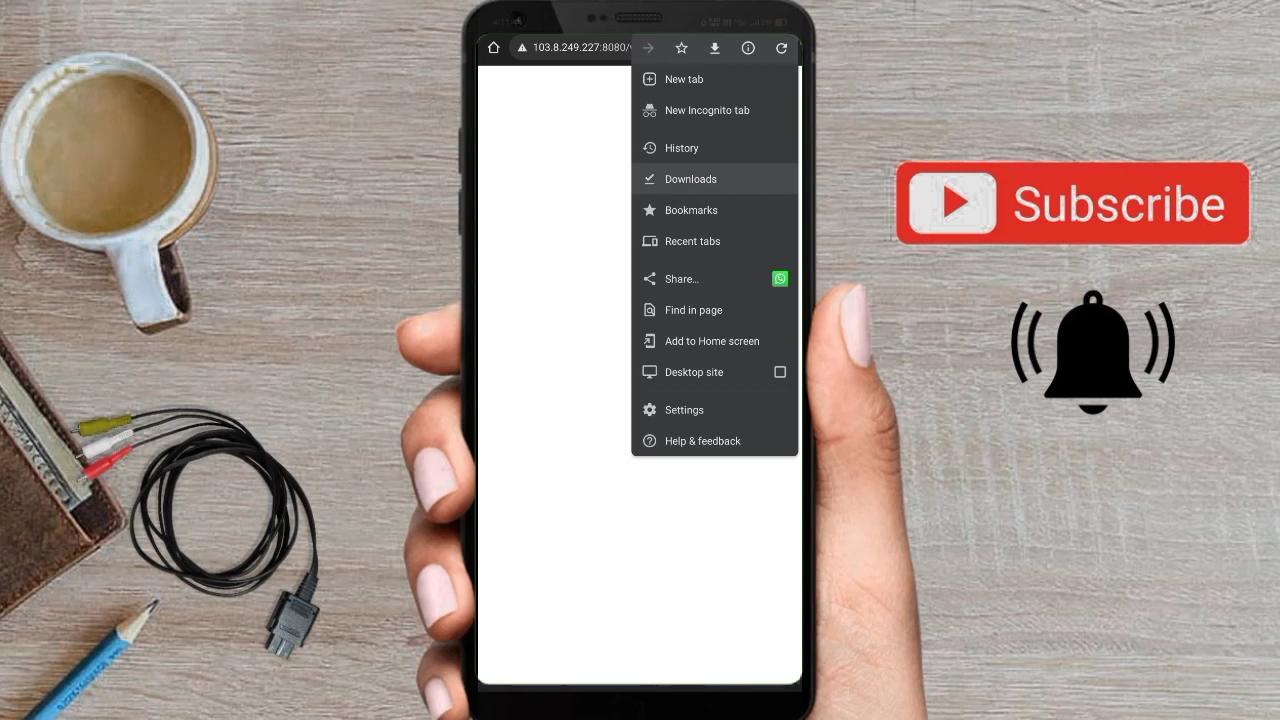 103.8.249.227:8080/
New tab
New Incognito tab
History
Downloads
Bookmarks
Recent tabs
Share...
Find in page
Add to Home screen
Desktop site
Settings
Help & feedback
Subscribe